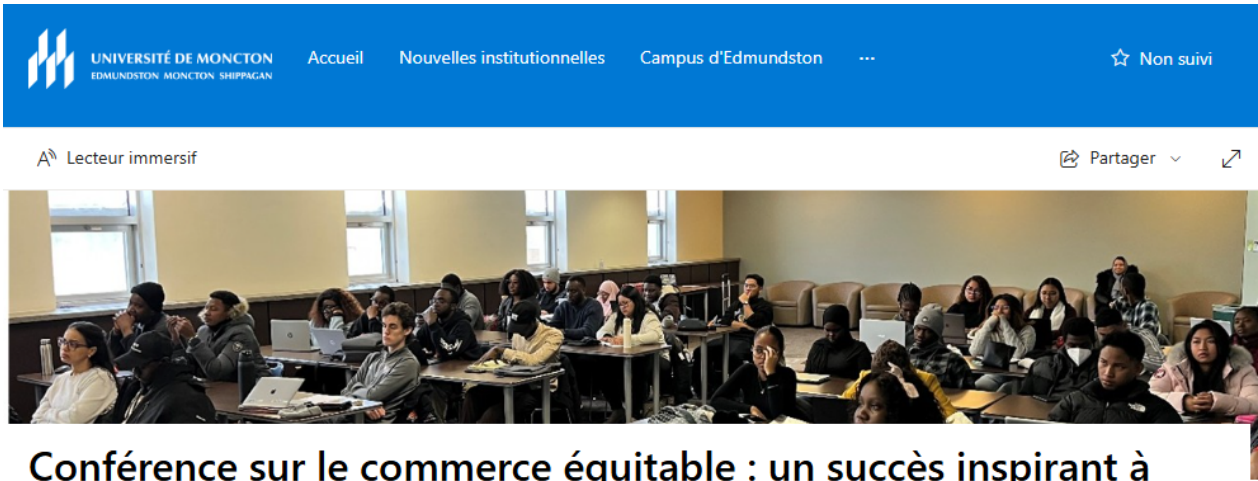 UNIVERSITÉ DE MONCTON
EDMUNDSTON MONCTON SHIPPAGAN
Accueil
Nouvelles institutionnelles
Campus d'Edmundston
...
Non suivi
Lecteur immersif
Partager
Conférence sur le commerce équitable : un succès inspirant à